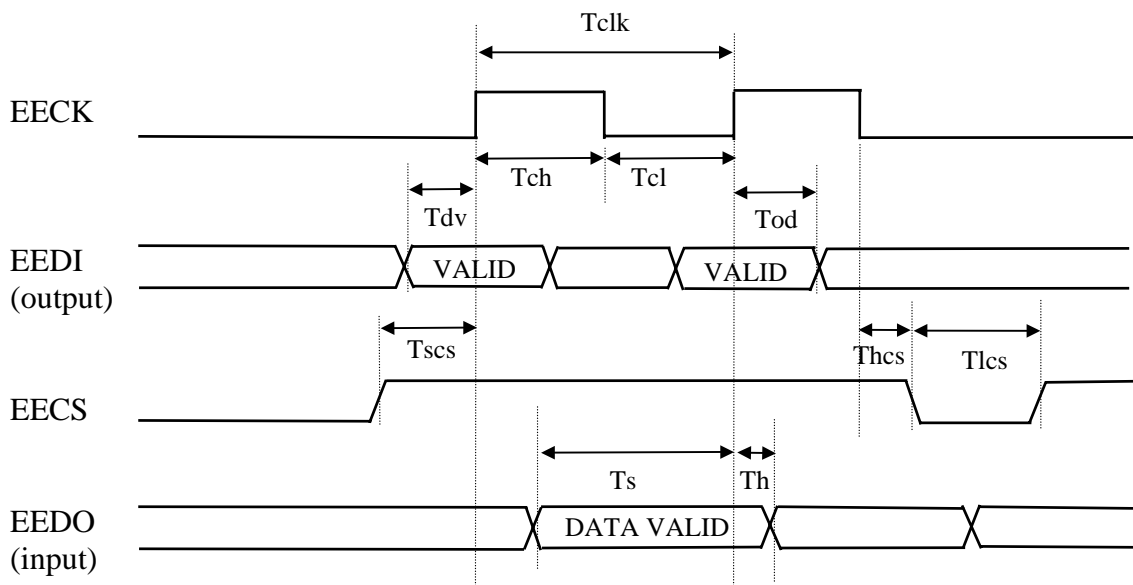 Tclk
EECK
Tch
Tcl
Tdv
Tod
EEDI
(output)
VALID
VALID
Tscs
Thcs
Tlcs
EECS
Ts
Th
EEDO
(input)
DATA VALID